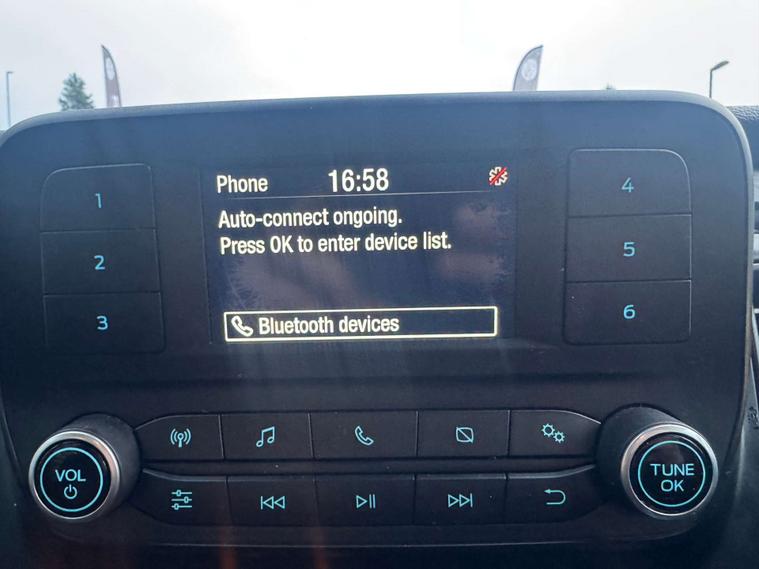 Phone 16:58
Auto-connect ongoing.
Press OK to enter device list.
Bluetooth devices
1
2
3
4
5
6
VOL
TUNE
OK